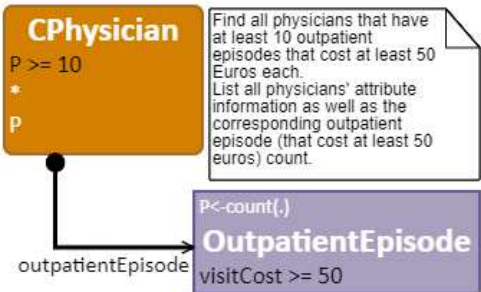 CPhysician
P >= 10
*
P
Find all physicians that have
at least 10 outpatient
episodes that cost at least 50
Euros each.
List all physicians' attribute
information as well as the
corresponding outpatient
episode (that cost at least 50
euros) count.
P<-count(.)
OutpatientEpisode
visitCost >= 50
outpatientEpisode